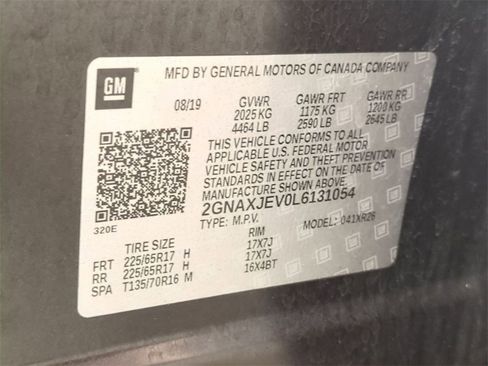 GM
MFD BY GENERAL MOTORS OF CANADA COMPANY
08/19 GVWR GAWR FRT GAWR RR
2025 KG 1175 KG 1200 KG
4464 LB 2590 LB 2645 LB
THIS VEHICLE CONFORMS TO ALL
APPLICABLE U.S. FEDERAL MOTOR
VEHICLE SAFETY AND THEFT PREVENTION
STANDARDS IN EFFECT ON THE DATE OF
MANUFACTURE SHOWN ABOVE.
2GNAXJEV0L6131054
320E TYPE: M.P.V. MODEL: 041XR26
TIRE SIZE RIM
FRT 225/65R17 H 17X7J
RR 225/65R17 H 17X7J
SPA T135/70R16 M 16X4BT